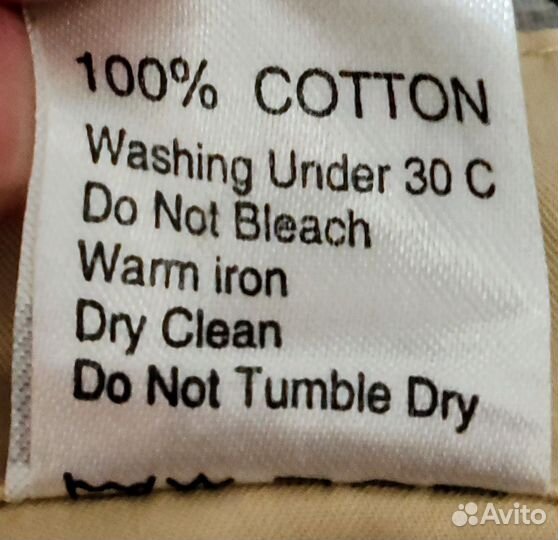 100% COTTON
Washing Under 30 C
Do Not Bleach
Warm iron
Dry Clean
Do Not Tumble Dry
Avito